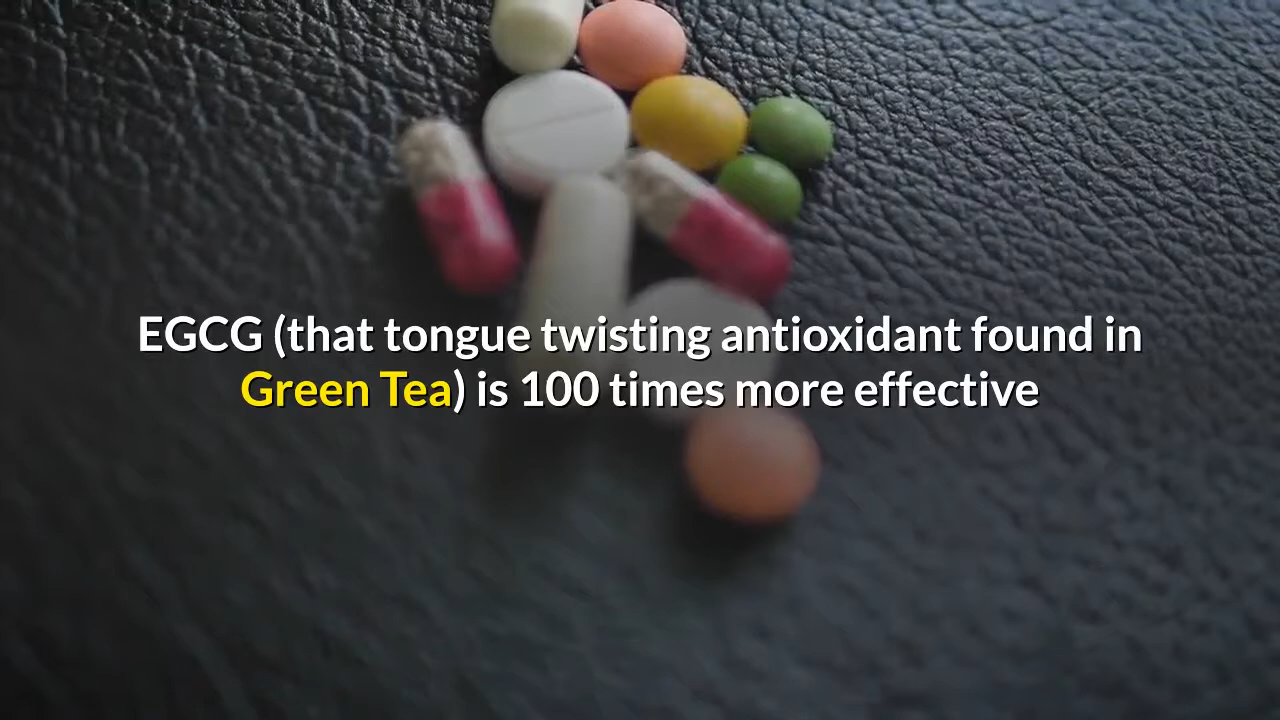 EGCG (that tongue twisting antioxidant found in
Green Tea) is 100 times more effective